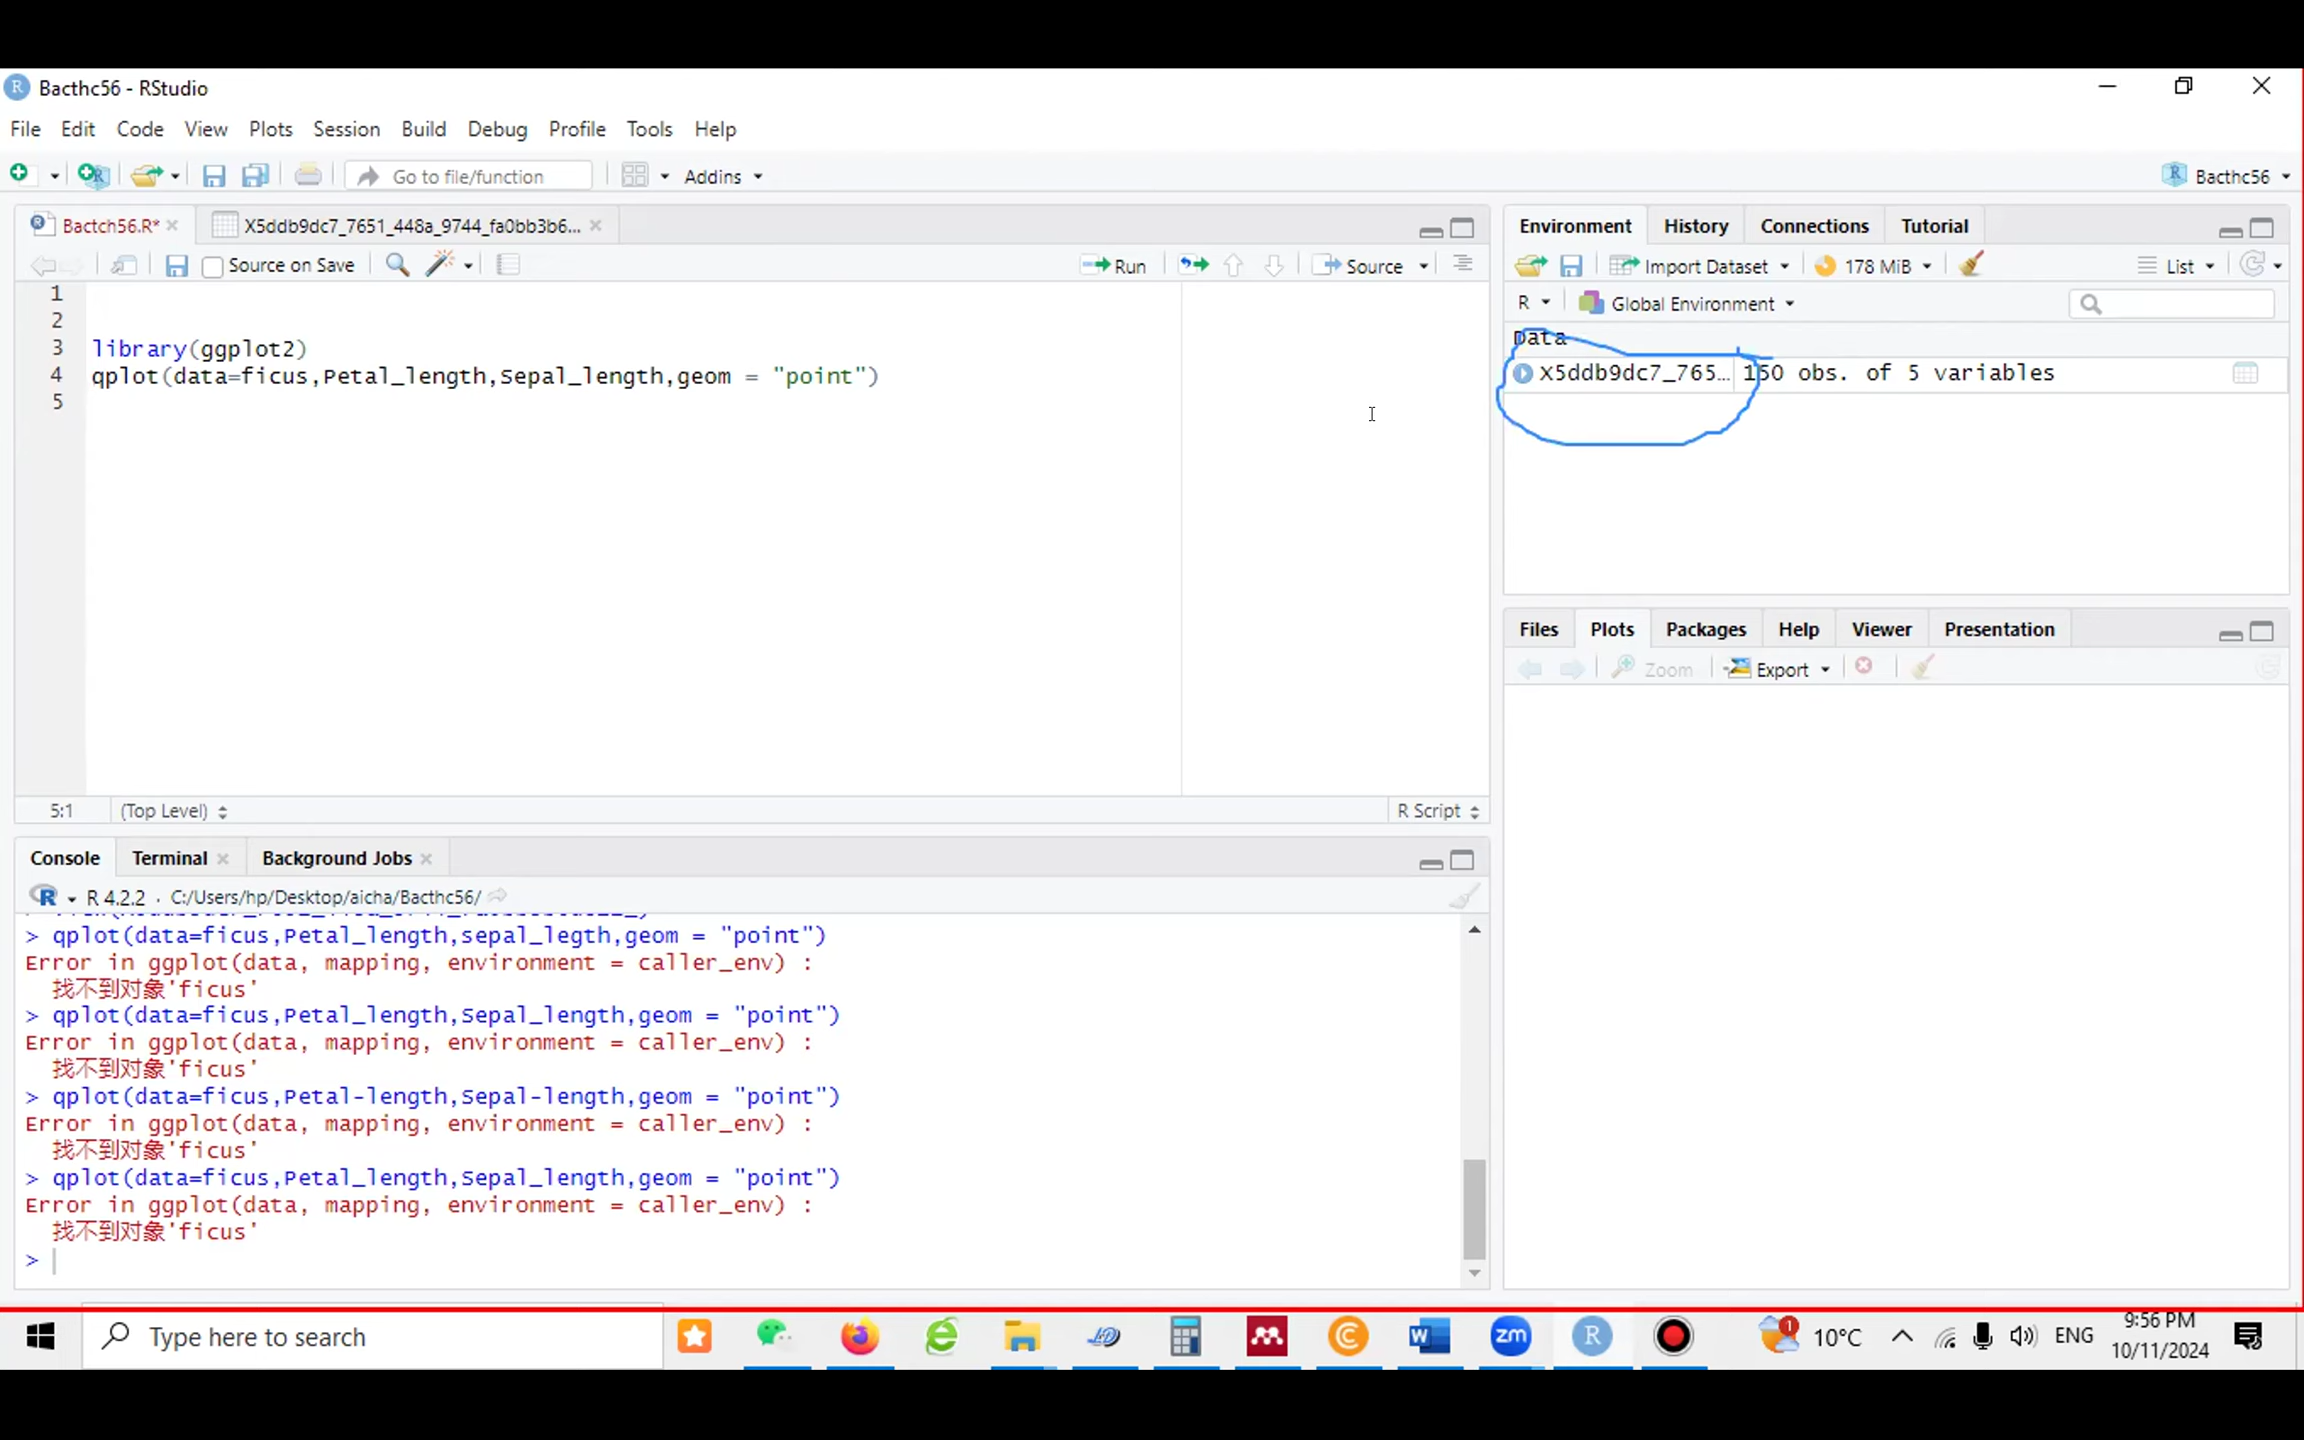 Bacthc56 - RStudio
File Edit Code View Plots Session Build Debug Profile Tools Help
Go to file/function Addins Bacthc56
Bactch56.R* X5ddb9dc7_7651_448a_9744_fa0bb3b6...
Source on Save Run Source
1
2
3 library(ggplot2)
4 qplot(data=ficus,Petal_length,Sepal_length,geom = "point")
5
5:1 (Top Level) R Script
Console Terminal Background Jobs
R 4.2.2 · C:/Users/hp/Desktop/aicha/Bacthc56/
> qplot(data=ficus,Petal_length,sepal_legth,geom = "point")
Error in ggplot(data, mapping, environment = caller_env) :
找不到对象'ficus'
> qplot(data=ficus,Petal_length,Sepal_length,geom = "point")
Error in ggplot(data, mapping, environment = caller_env) :
找不到对象'ficus'
> qplot(data=ficus,Petal-length,Sepal-length,geom = "point")
Error in ggplot(data, mapping, environment = caller_env) :
找不到对象'ficus'
> qplot(data=ficus,Petal_length,Sepal_length,geom = "point")
Error in ggplot(data, mapping, environment = caller_env) :
找不到对象'ficus'
>
Environment History Connections Tutorial
Import Dataset 178 MiB List
R Global Environment
Data
X5ddb9dc7_765... 150 obs. of 5 variables
Files Plots Packages Help Viewer Presentation
Zoom Export
Type here to search
W zm R 1 10°C ENG 9:56 PM
10/11/2024